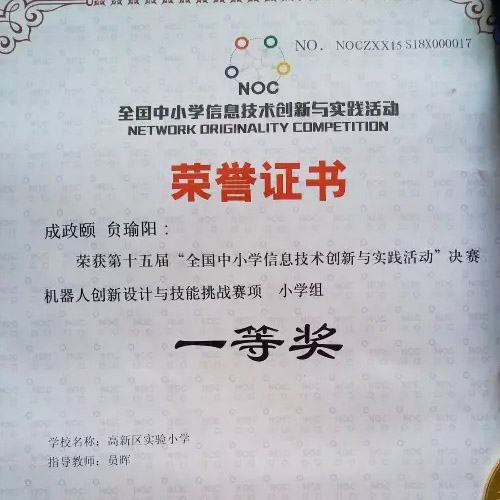 NO. NOCZXX15 S18X000017
NOC
全国中小学信息技术创新与实践活动
NETWORK ORIGINALITY COMPETITION
荣誉证书
成政颐 贠瑜阳：
荣获第十五届“全国中小学信息技术创新与实践活动”决赛
机器人创新设计与技能挑战赛项 小学组
一等奖
学校名称：高新区实验小学
指导教师：员晖